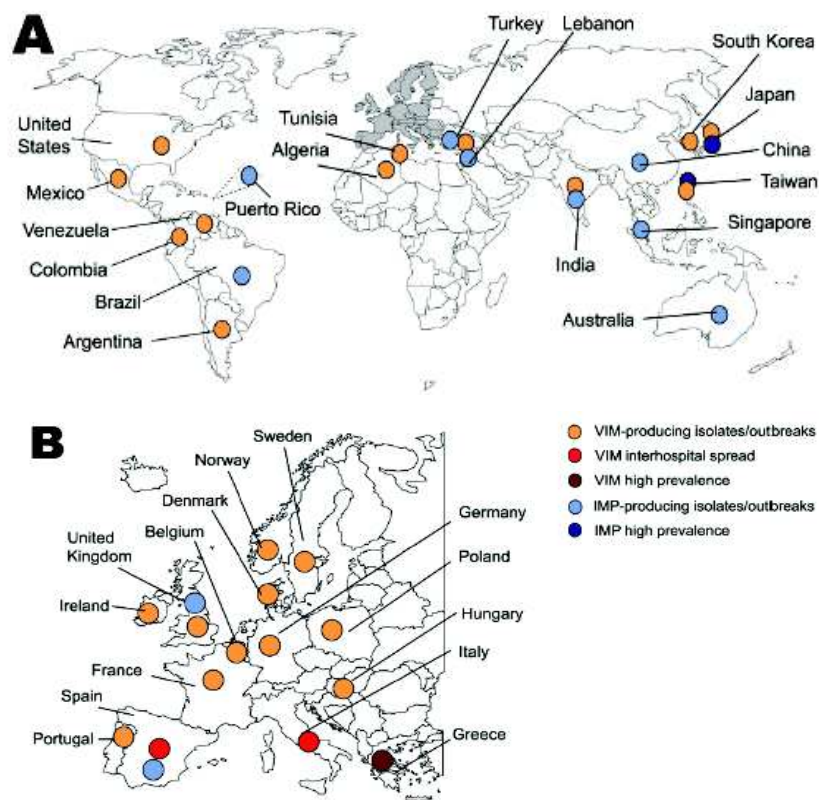 A
Turkey
Lebanon
South Korea
Japan
United
States
Tunisia
Algeria
China
Mexico
Puerto Rico
Taiwan
Venezuela
Singapore
Colombia
India
Brazil
Australia
Argentina
B
Sweden
Norway
Denmark
Belgium
Germany
United
Kingdom
Poland
Ireland
Hungary
Italy
France
Spain
Portugal
Greece
VIM-producing isolates/outbreaks
VIM interhospital spread
VIM high prevalence
IMP-producing isolates/outbreaks
IMP high prevalence